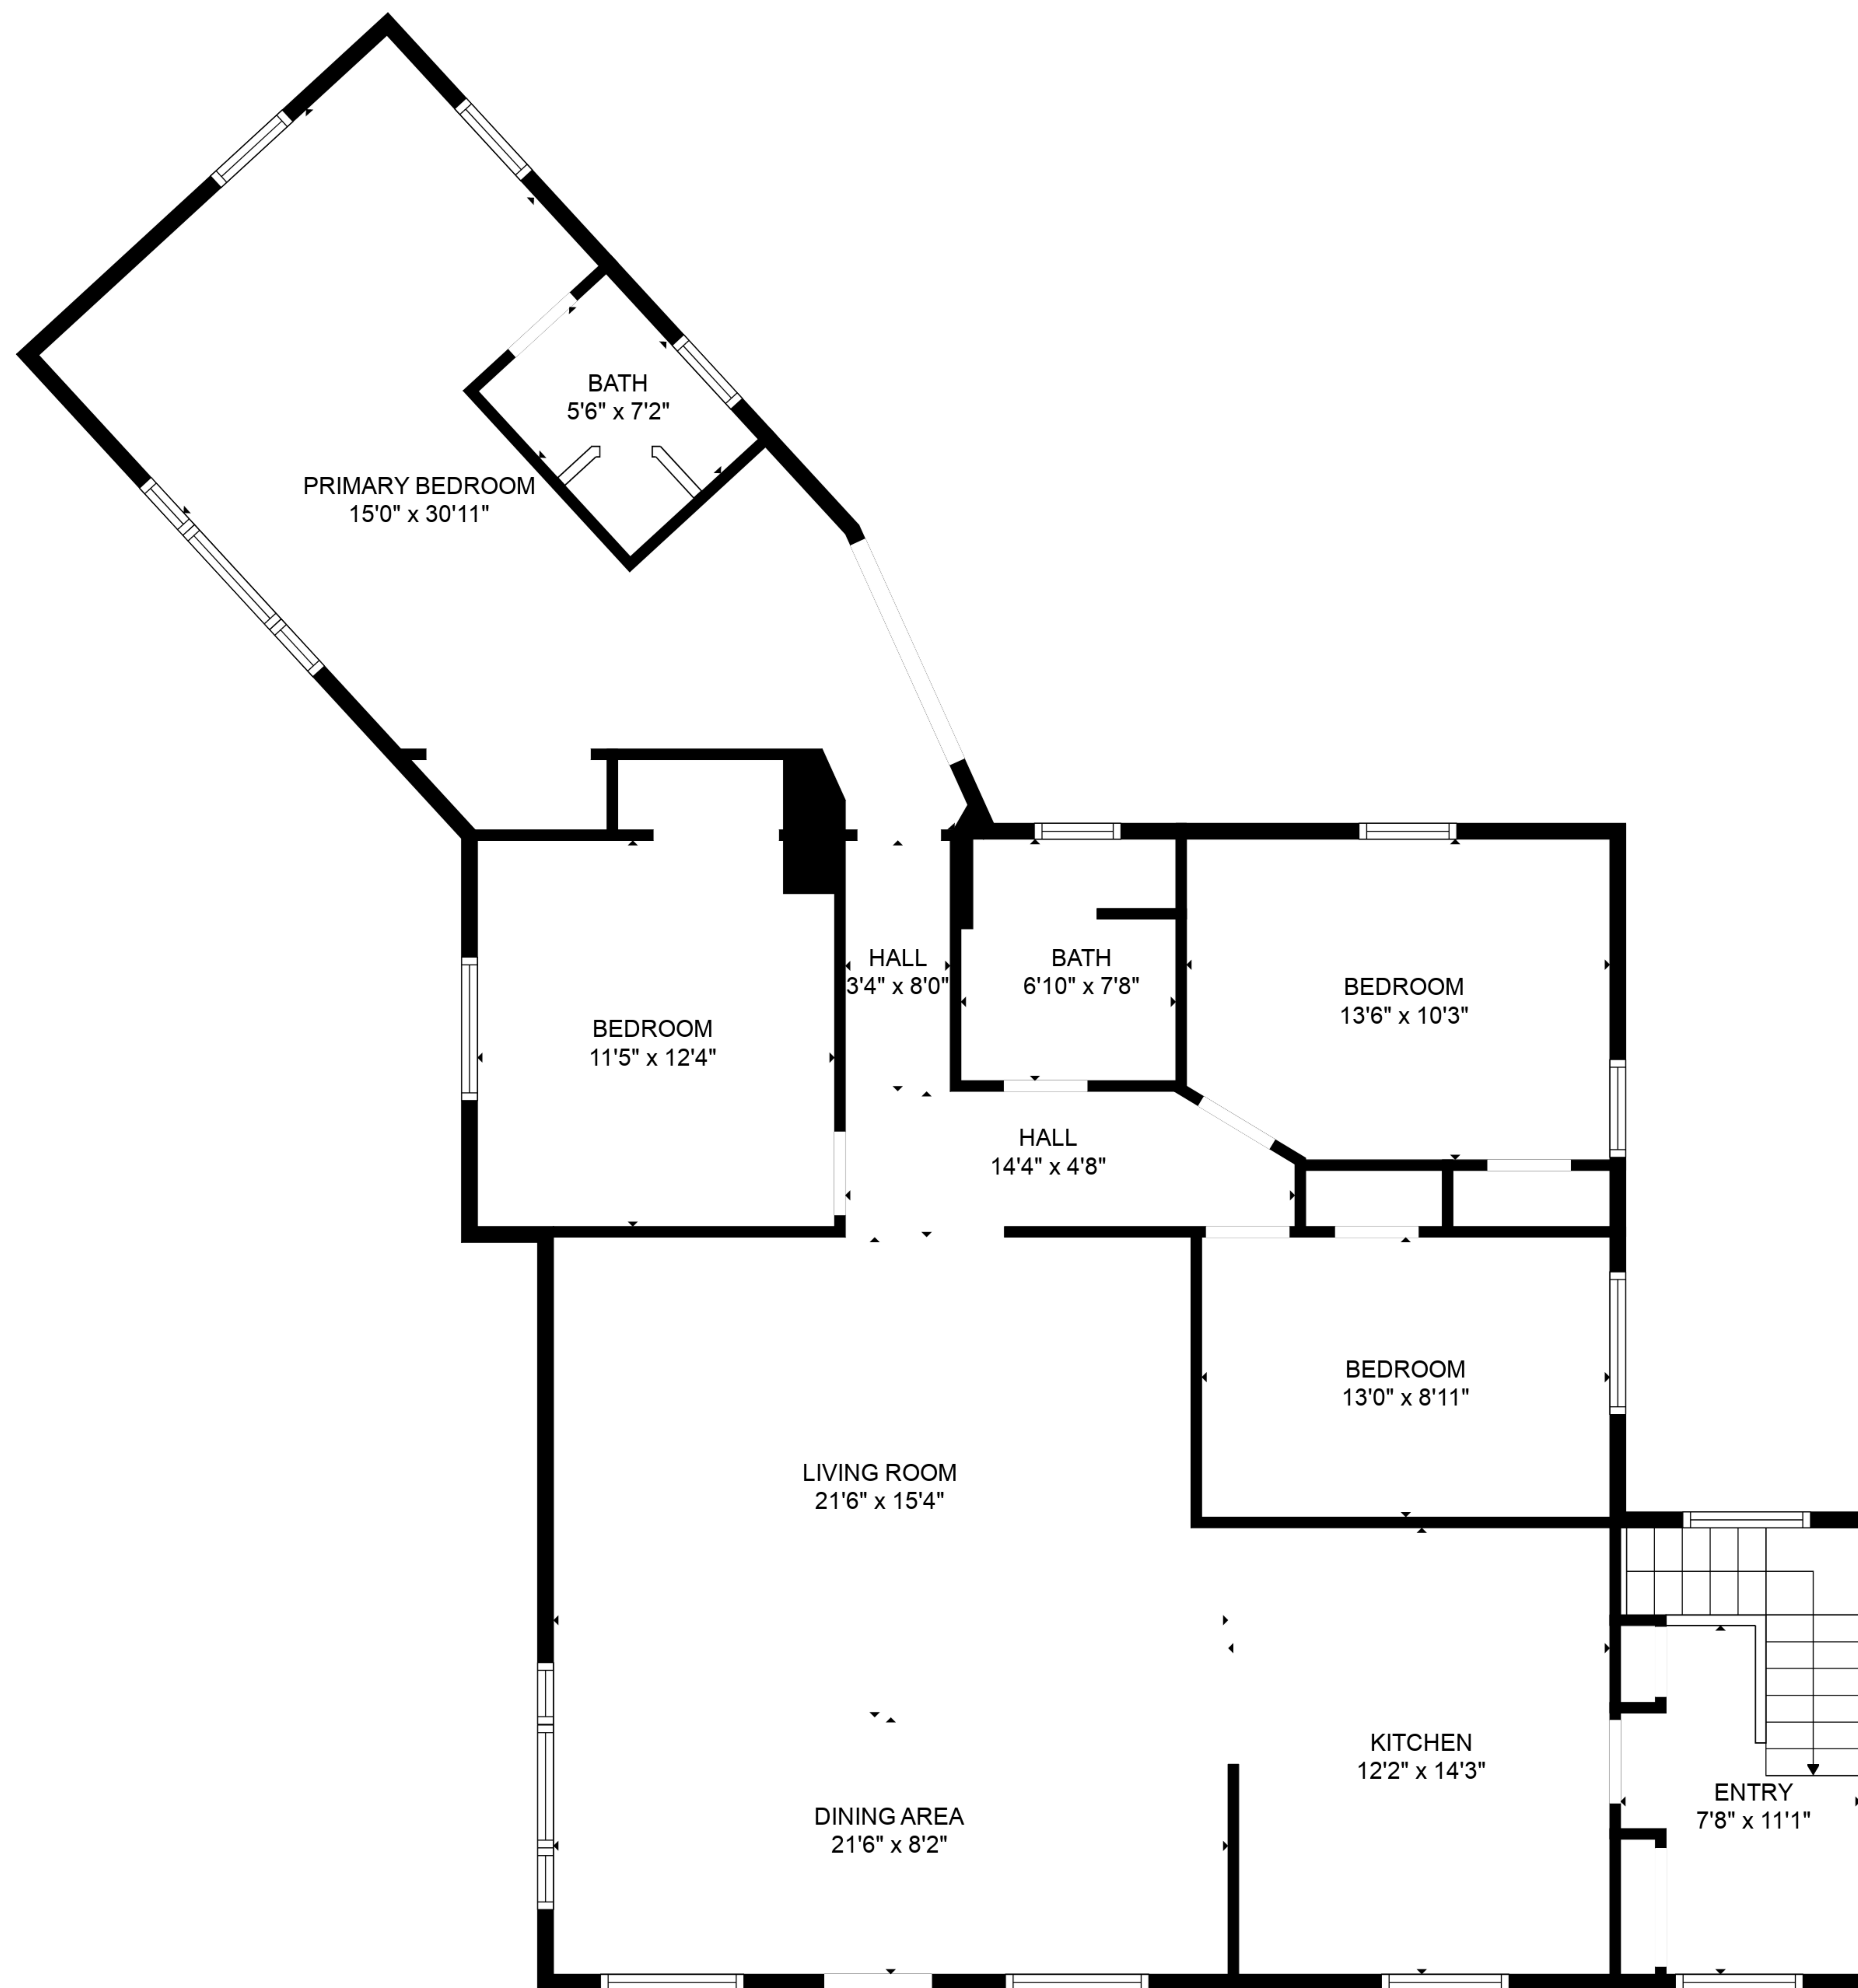 BATH
5'6" x 7'2"
PRIMARY BEDROOM
15'0" x 30'11"
HALL
3'4" x 8'0"
BATH
6'10" x 7'8"
BEDROOM
13'6" x 10'3"
BEDROOM
11'5" x 12'4"
HALL
14'4" x 4'8"
BEDROOM
13'0" x 8'11"
LIVING ROOM
21'6" x 15'4"
KITCHEN
12'2" x 14'3"
ENTRY
7'8" x 11'1"
DINING AREA
21'6" x 8'2"